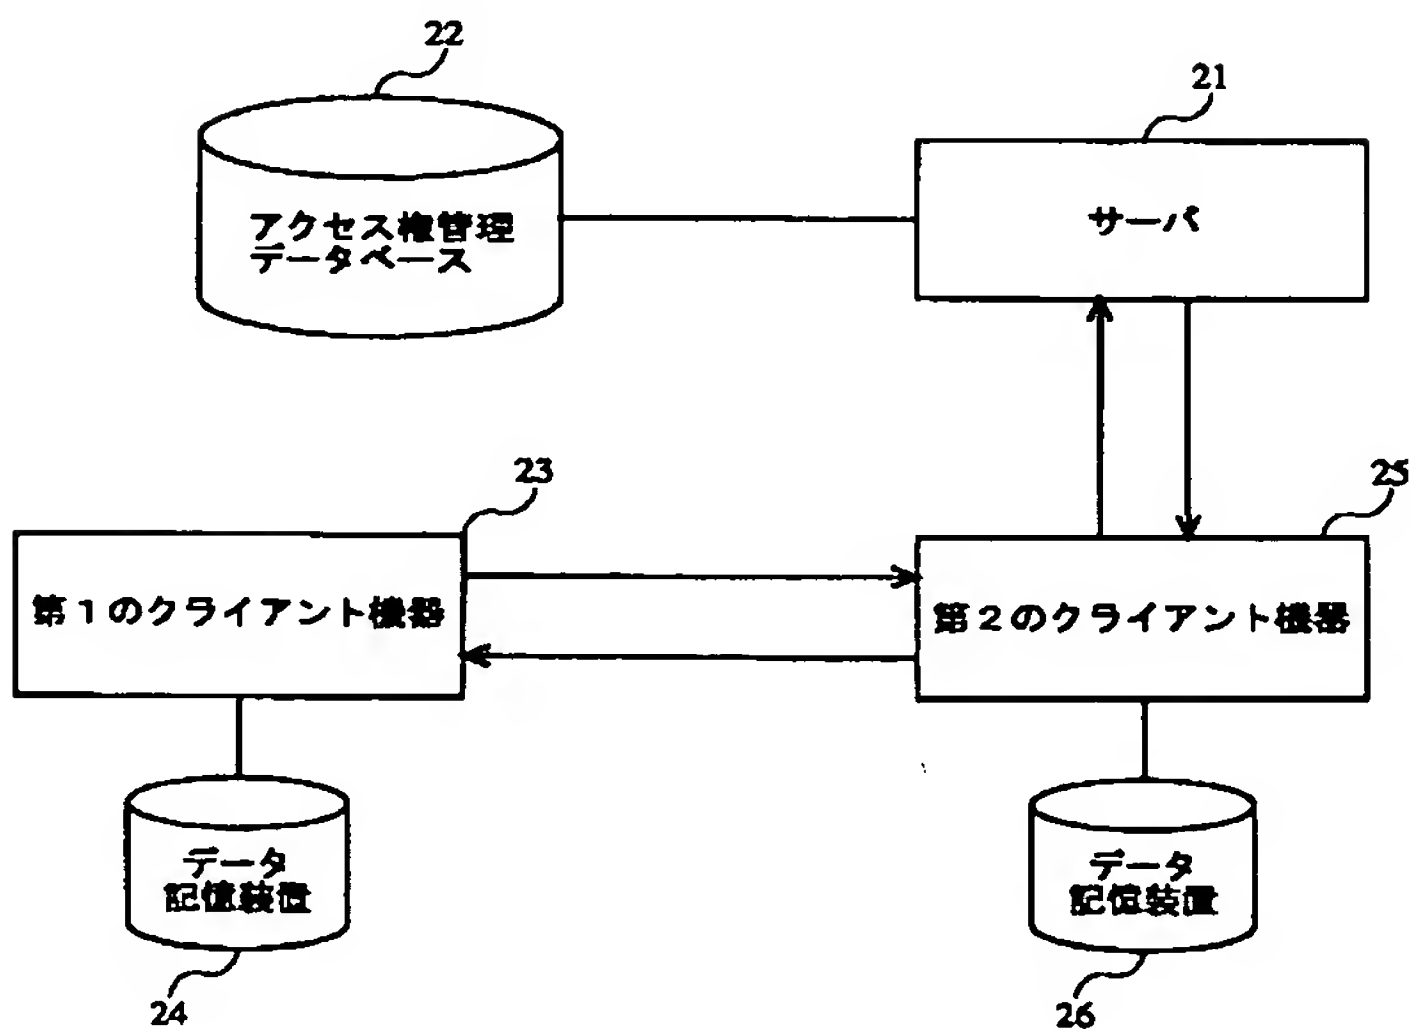 22
21
アクセス権管理
データベース
サーバ
23
25
第１のクライアント機器
第２のクライアント機器
データ
記憶装置
データ
記憶装置
24
26